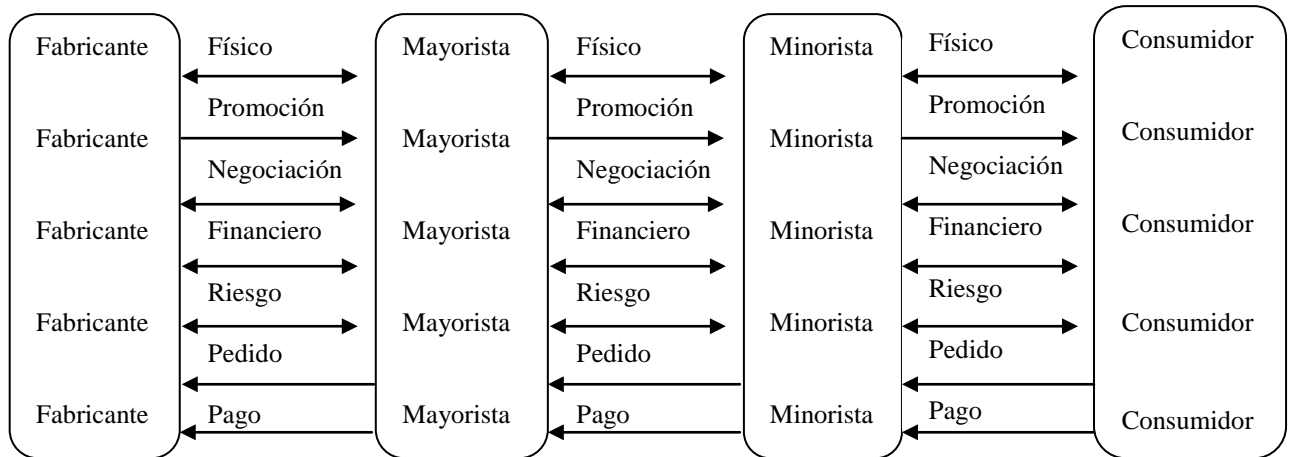 Fabricante Físico Mayorista Físico Minorista Físico Consumidor
Promoción Promoción Promoción
Fabricante Mayorista Minorista Consumidor
Negociación Negociación Negociación
Fabricante Financiero Mayorista Financiero Minorista Financiero Consumidor
Riesgo Riesgo Riesgo
Fabricante Mayorista Minorista Consumidor
Pedido Pedido Pedido
Fabricante Pago Mayorista Pago Minorista Pago Consumidor